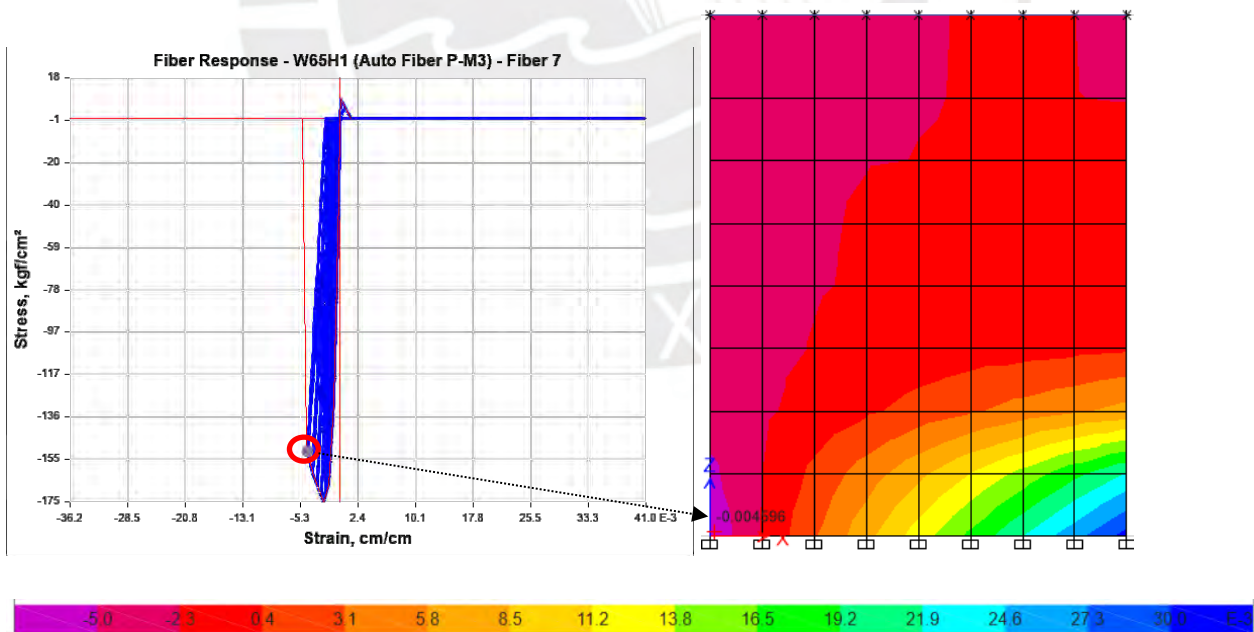 Fiber Response - W65H1 (Auto Fiber P-M3) - Fiber 7
18
-1
-20
-40
-59
-78
-97
-117
-136
-155
-175
Stress, kgf/cm²
-36.2 -28.5 -20.8 -13.1 -5.3 2.4 10.1 17.8 25.5 33.3 41.0 E-3
Strain, cm/cm
Z
-0.004596
X
-5.0 -2.3 0.4 3.1 5.8 8.5 11.2 13.8 16.5 19.2 21.9 24.6 27.3 30.0